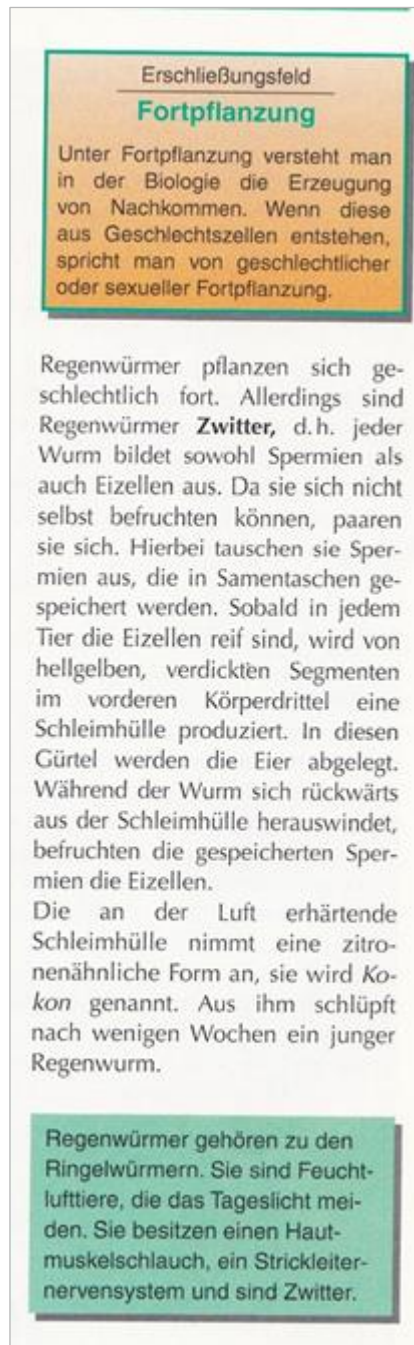 Erschließungsfeld
Fortpflanzung
Unter Fortpflanzung versteht man
in der Biologie die Erzeugung
von Nachkommen. Wenn diese
aus Geschlechtszellen entstehen,
spricht man von geschlechtlicher
oder sexueller Fortpflanzung.
Regenwürmer pflanzen sich ge-
schlechtlich fort. Allerdings sind
Regenwürmer Zwitter, d. h. jeder
Wurm bildet sowohl Spermien als
auch Eizellen aus. Da sie sich nicht
selbst befruchten können, paaren
sie sich. Hierbei tauschen sie Sper-
mien aus, die in Samentaschen ge-
speichert werden. Sobald in jedem
Tier die Eizellen reif sind, wird von
hellgelben, verdickten Segmenten
im vorderen Körperdrittel eine
Schleimhülle produziert. In diesen
Gürtel werden die Eier abgelegt.
Während der Wurm sich rückwärts
aus der Schleimhülle herauswindet,
befruchten die gespeicherten Sper-
mien die Eizellen.
Die an der Luft erhärtende
Schleimhülle nimmt eine zitro-
nenähnliche Form an, sie wird Ko-
kon genannt. Aus ihm schlüpft
nach wenigen Wochen ein junger
Regenwurm.
Regenwürmer gehören zu den
Ringelwürmern. Sie sind Feucht-
lufttiere, die das Tageslicht mei-
den. Sie besitzen einen Haut-
muskelschlauch, ein Strickleiter-
nervensystem und sind Zwitter.